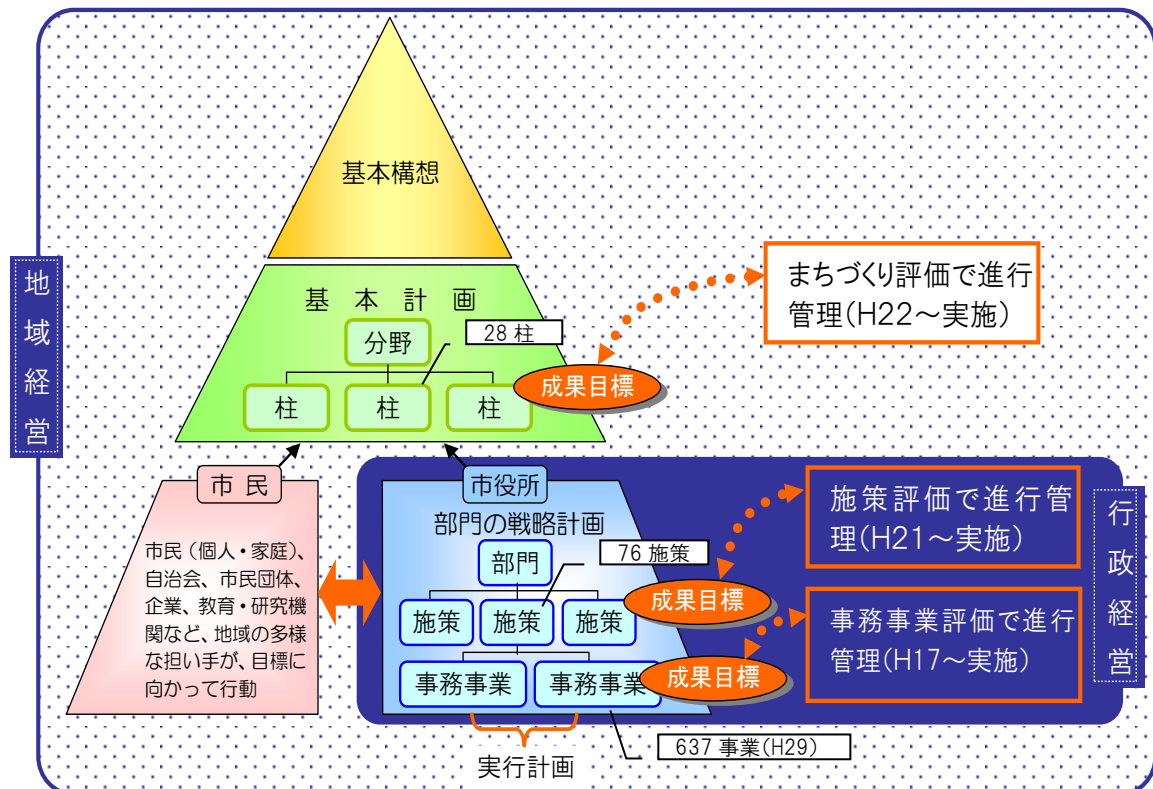 基本構想
地域経営
基本計画
分野
28 柱
柱
柱
柱
成果目標
まちづくり評価で進行
管理(H22～実施)
市 民
市民（個人・家庭）、
自治会、市民団体、
企業、教育・研究機
関など、地域の多様
な担い手が、目標に
向かって行動
市役所
部門の戦略計画
部門
76 施策
施策
施策
施策
成果目標
施策評価で進行管
理(H21～実施)
事務事業
事務事業
成果目標
事務事業評価で進行
管理(H17～実施)
行政経営
637 事業(H29)
実行計画